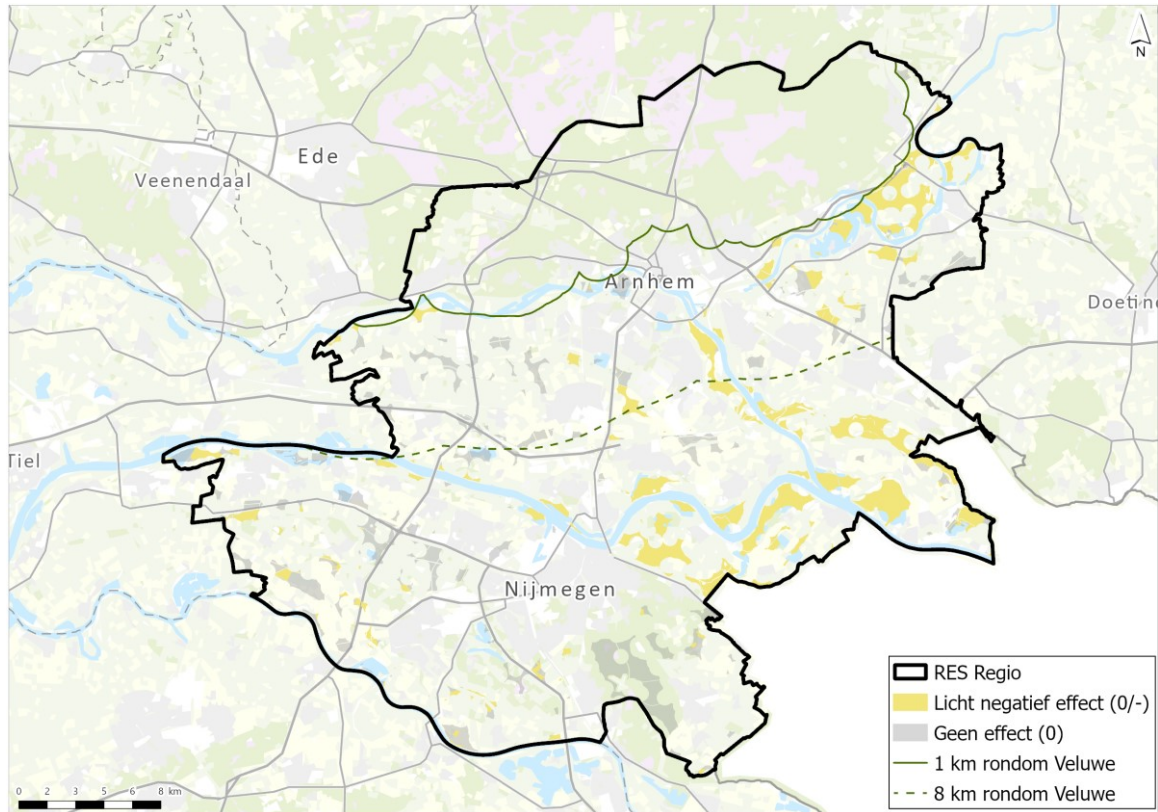 N
Ede
Veenendaal
Arnhem
Doetinc
Tiel
Nijmegen
RES Regio
Licht negatief effect (0/-)
Geen effect (0)
1 km rondom Veluwe
8 km rondom Veluwe
0 2 3 5 6 8 km